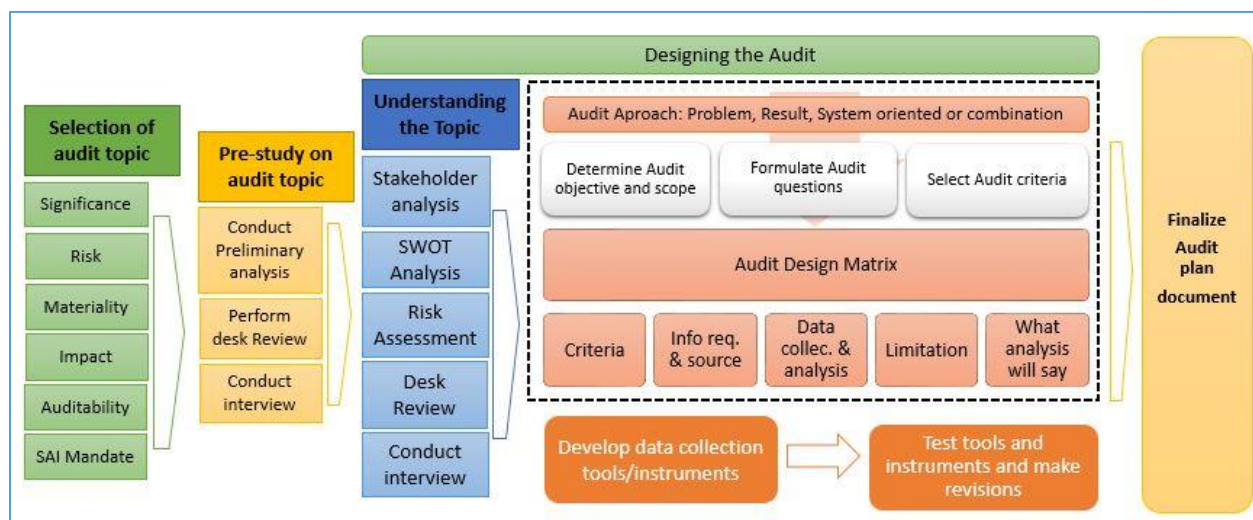 Designing the Audit
Selection of
audit topic
Significance
Risk
Materiality
Impact
Auditability
SAI Mandate
Pre-study on
audit topic
Conduct
Preliminary
analysis
Perform
desk Review
Conduct
interview
Understanding
the Topic
Stakeholder
analysis
SWOT
Analysis
Risk
Assessment
Desk
Review
Conduct
interview
Audit Aproach: Problem, Result, System oriented or combination
Determine Audit
objective and scope
Formulate Audit
questions
Select Audit criteria
Audit Design Matrix
Criteria
Info req.
& source
Data
collec. &
analysis
Limitation
What
analysis
will say
Develop data collection
tools/instruments
Test tools and
instruments and make
revisions
Finalize
Audit
plan
document